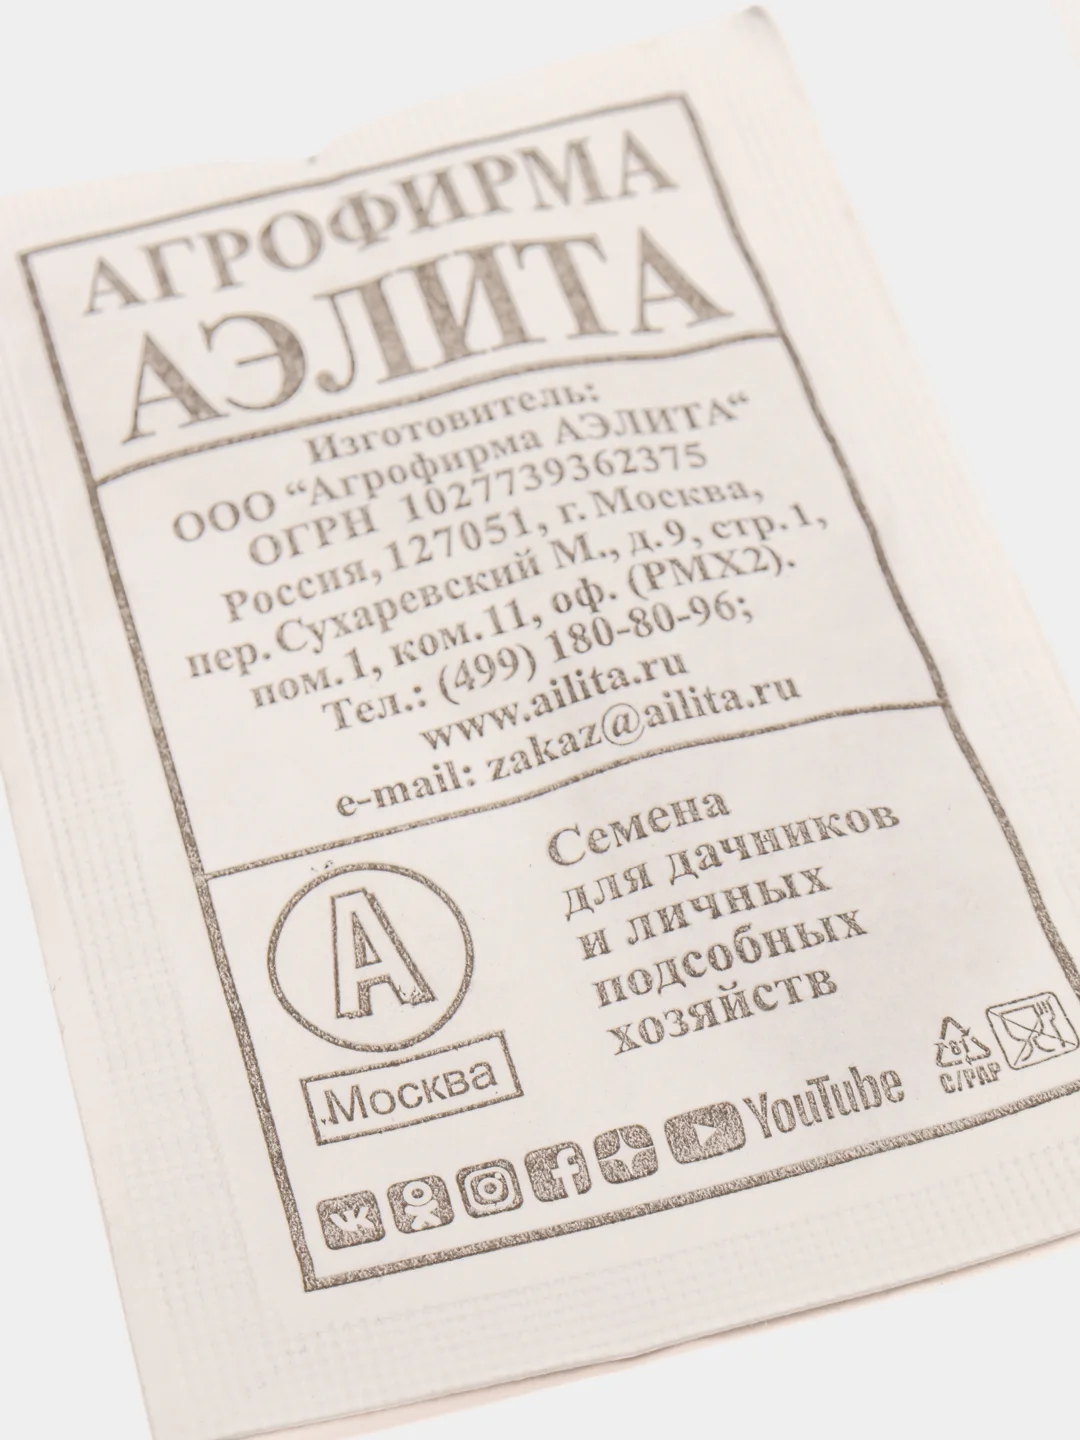 АГРОФИРМА
АЭЛИТА
Изготовитель:
ООО “Агрофирма АЭЛИТА“
ОГРН 1027739362375
Россия, 127051, г. Москва,
пер. Сухаревский М., д.9, стр.1,
пом.1, ком.11, оф. (РМХ2).
Тел.: (499) 180-80-96;
www.ailita.ru
e-mail: zakaz@ailita.ru
Семена
для дачников
и личных
подсобных
хозяйств
А
Москва
YouTube
81
C/PAP